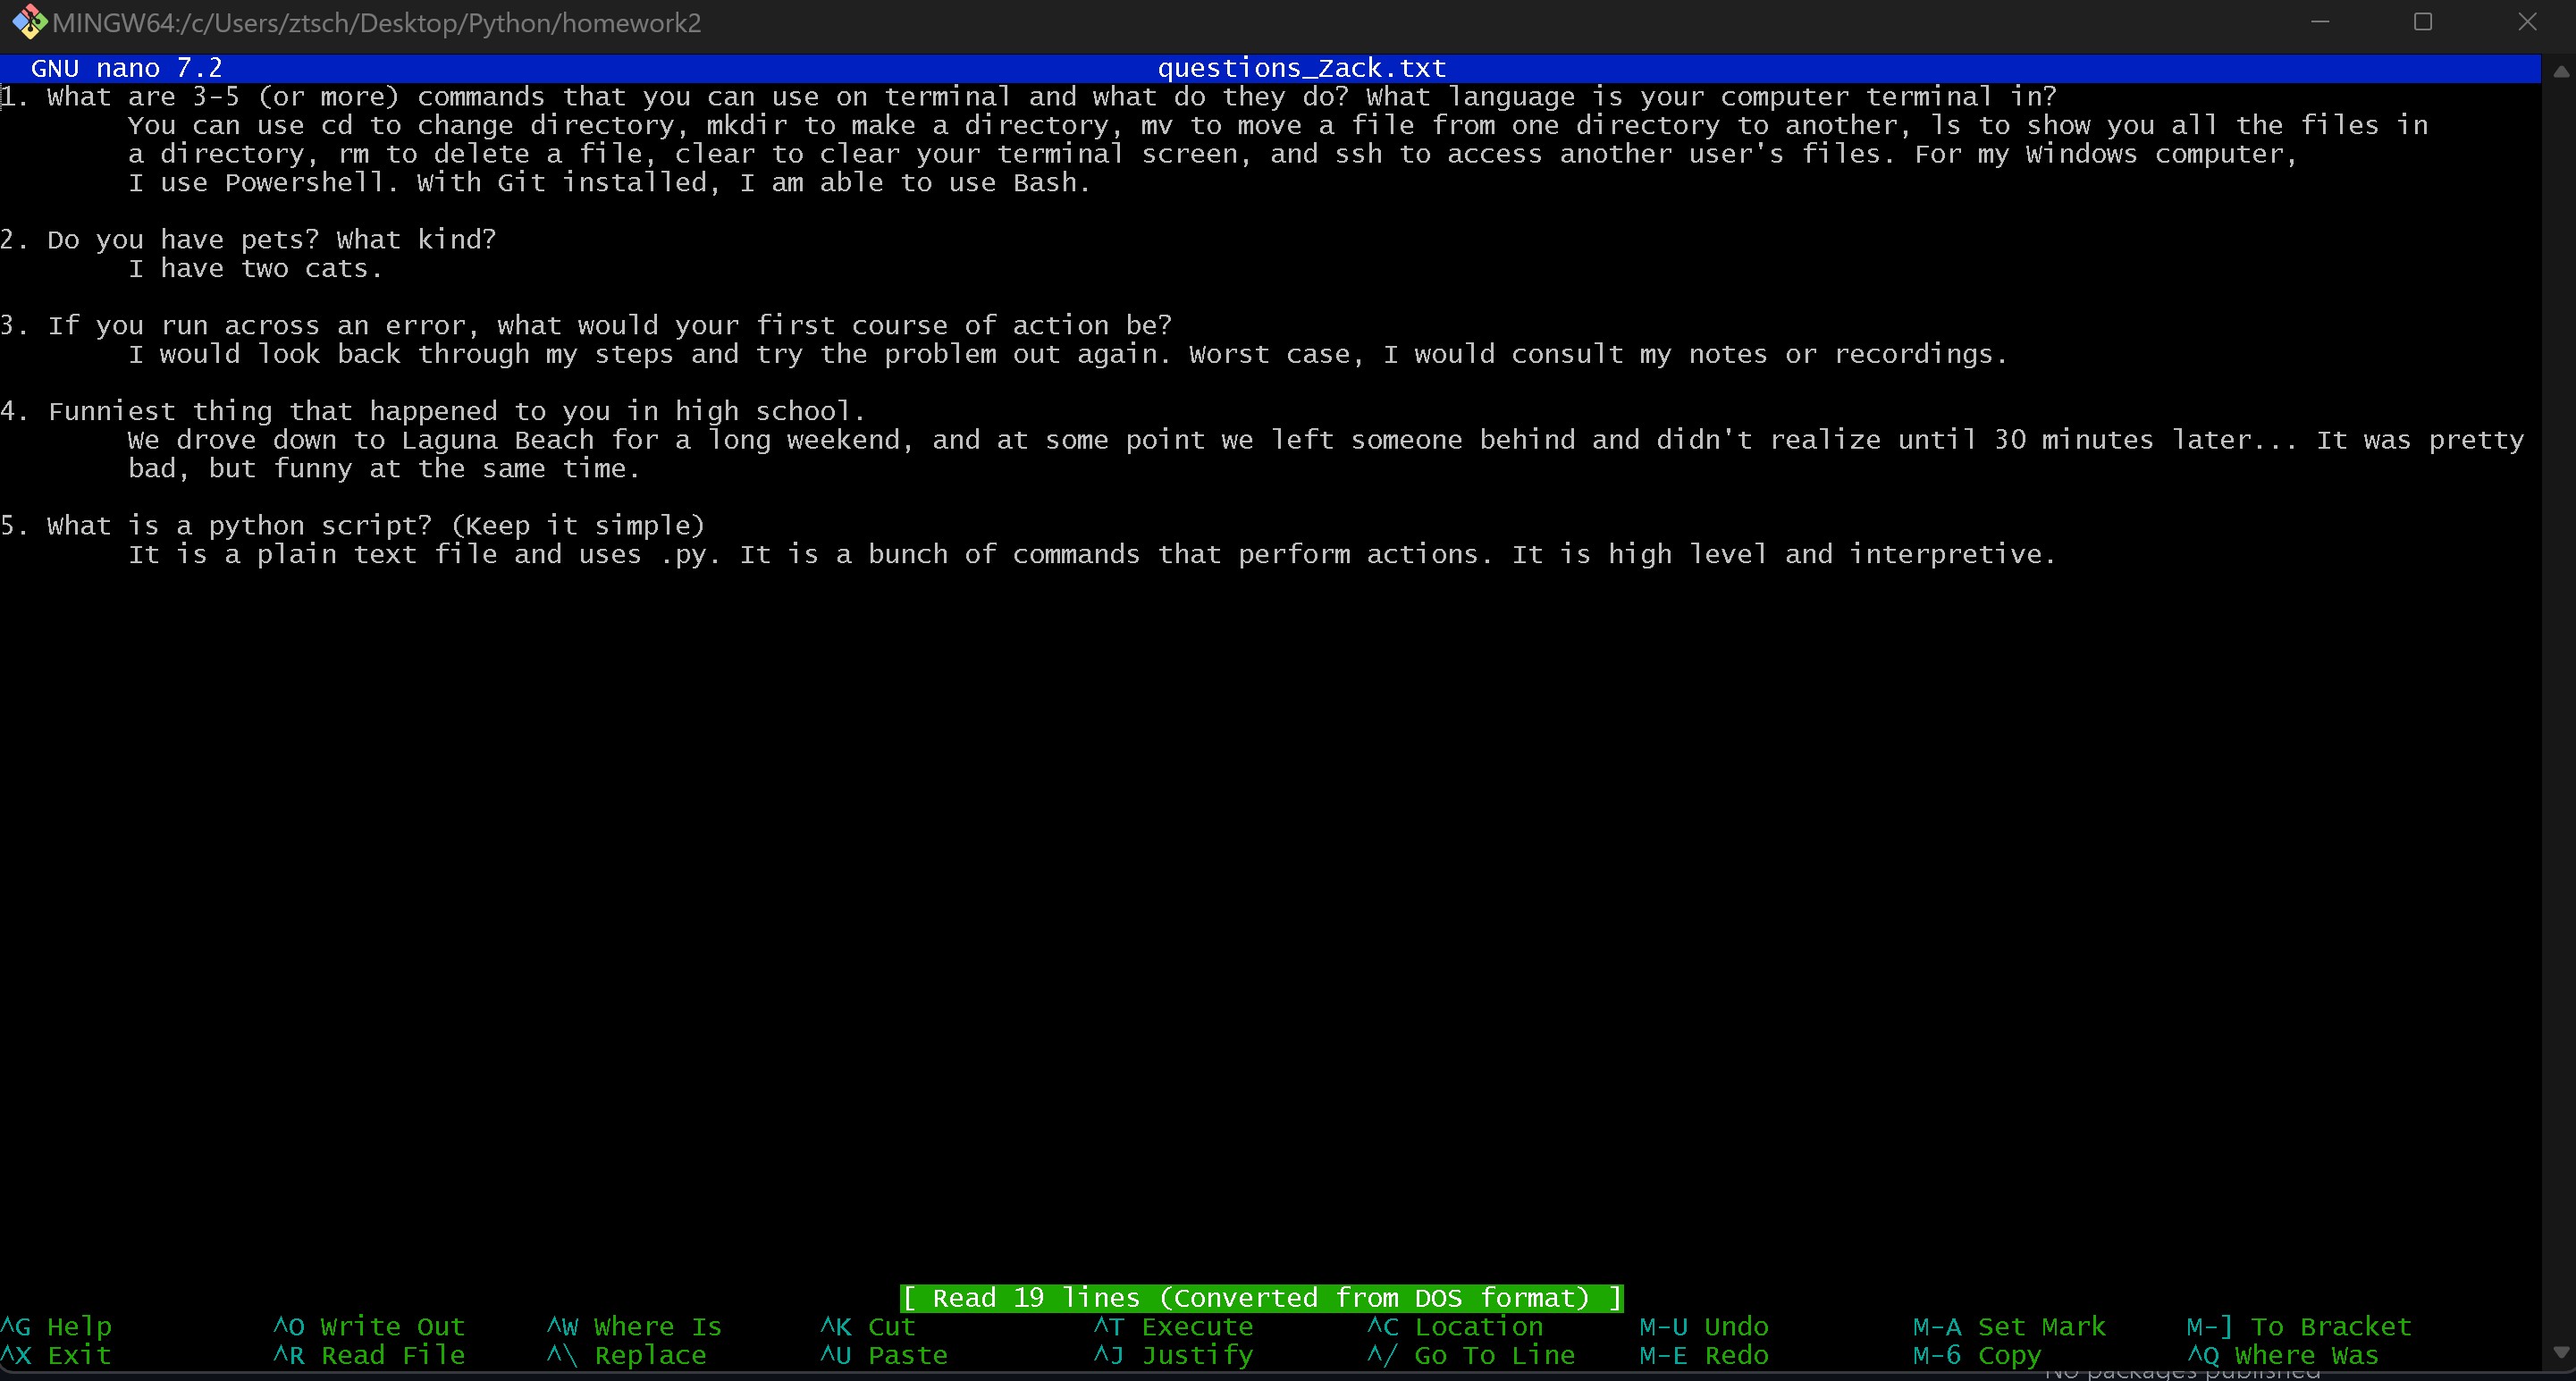 MINGW64:/c/Users/ztsch/Desktop/Python/homework2
GNU nano 7.2 questions_Zack.txt
1. What are 3-5 (or more) commands that you can use on terminal and what do they do? What language is your computer terminal in?
You can use cd to change directory, mkdir to make a directory, mv to move a file from one directory to another, ls to show you all the files in
a directory, rm to delete a file, clear to clear your terminal screen, and ssh to access another user's files. For my Windows computer,
I use Powershell. With Git installed, I am able to use Bash.
2. Do you have pets? What kind?
I have two cats.
3. If you run across an error, what would your first course of action be?
I would look back through my steps and try the problem out again. Worst case, I would consult my notes or recordings.
4. Funniest thing that happened to you in high school.
We drove down to Laguna Beach for a long weekend, and at some point we left someone behind and didn't realize until 30 minutes later... It was pretty
bad, but funny at the same time.
5. What is a python script? (Keep it simple)
It is a plain text file and uses .py. It is a bunch of commands that perform actions. It is high level and interpretive.
[ Read 19 lines (Converted from DOS format) ]
^G Help ^O Write Out ^W Where Is ^K Cut ^T Execute ^C Location M-U Undo M-A Set Mark M-] To Bracket
^X Exit ^R Read File ^\ Replace ^U Paste ^J Justify ^/ Go To Line M-E Redo M-6 Copy ^Q Where Was
No packages published